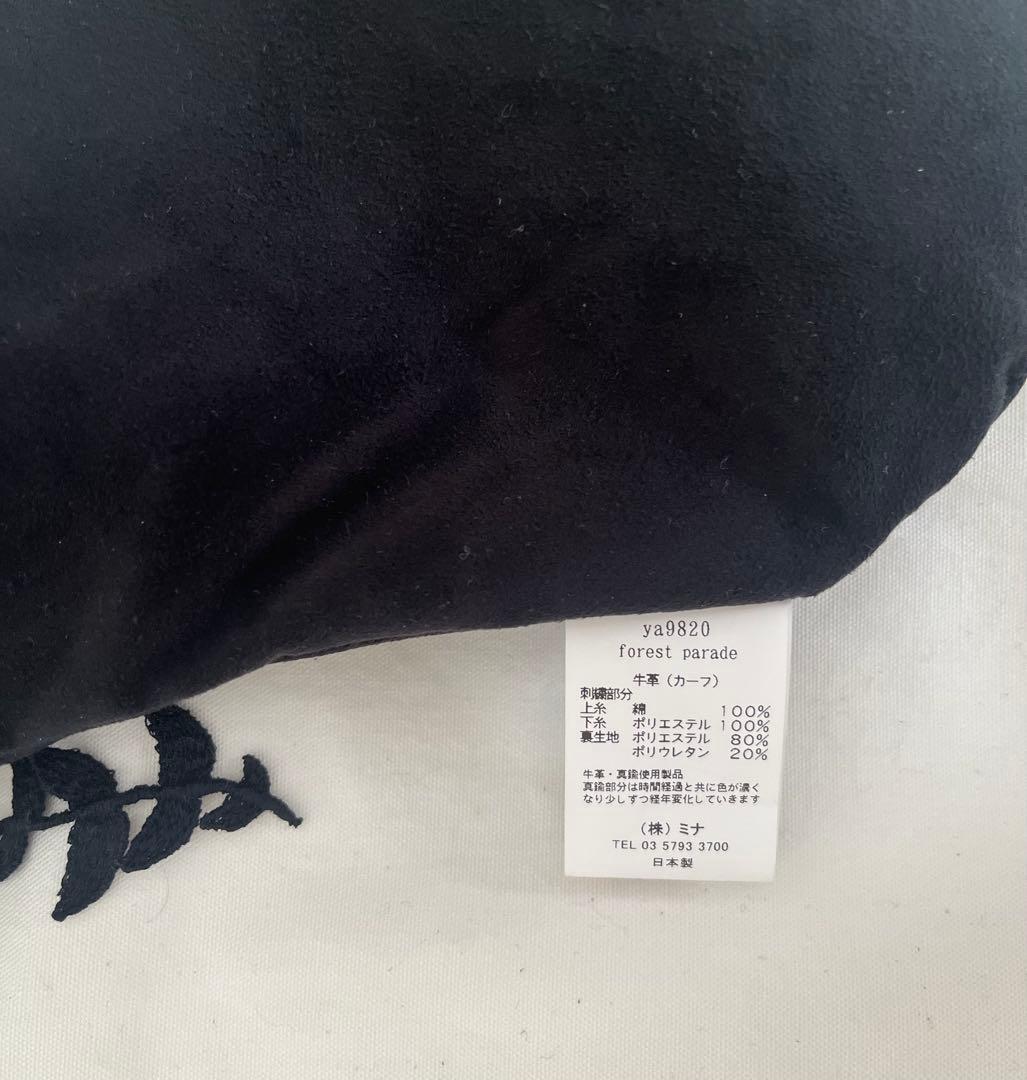 ya9820
forest parade
牛革（カーフ）
刺繍部分
上糸 綿 100%
下糸 ポリエステル 100%
裏生地 ポリエステル 80%
ポリウレタン 20%
牛革・真鍮使用製品
真鍮部分は時間経過と共に色が濃く
なり少しずつ経年変化していきます
（株）ミナ
TEL 03 5793 3700
日本製